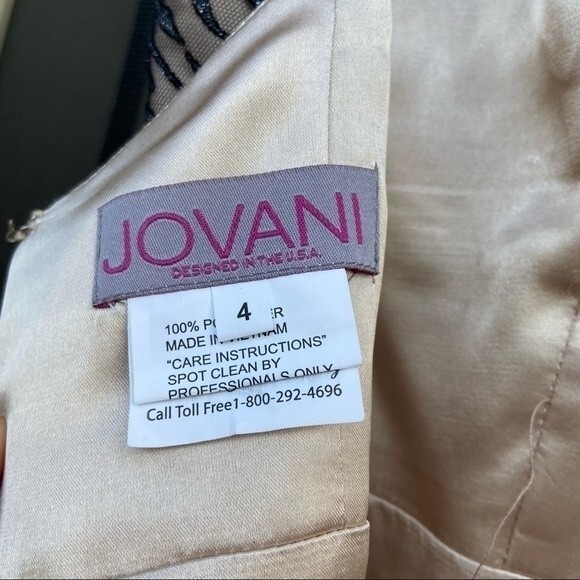 JOVANI
DESIGNED IN THE U.S.A.
4
100% PO ER
MADE IN VIETNAM
"CARE INSTRUCTIONS"
SPOT CLEAN BY
PROFESSIONALS ONLY
Call Toll Free1-800-292-4696